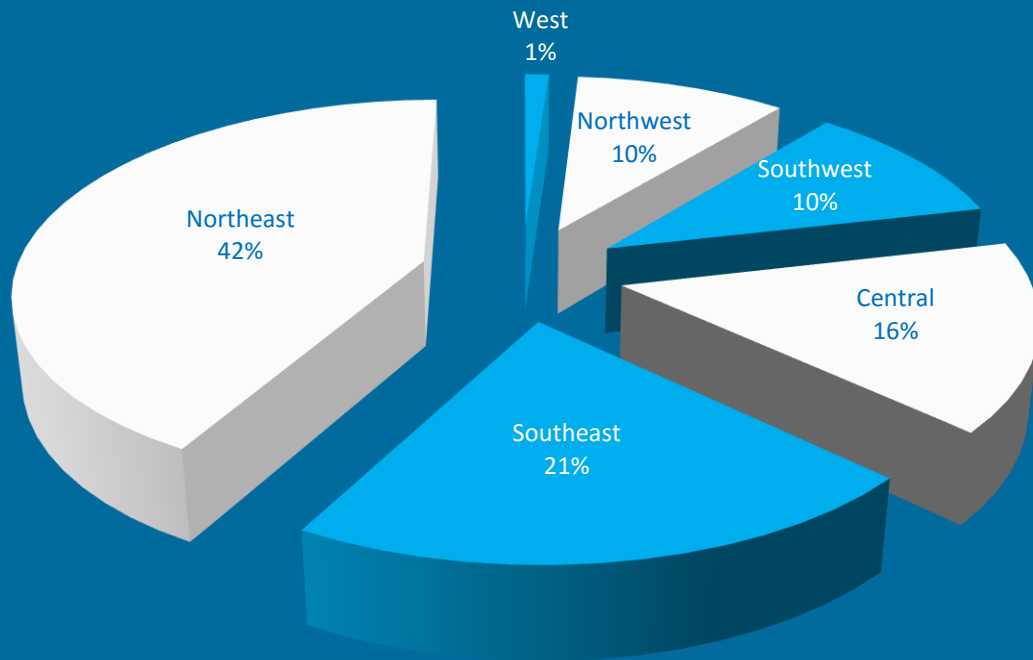 West
1%
Northwest
10%
Southwest
10%
Central
16%
Southeast
21%
Northeast
42%